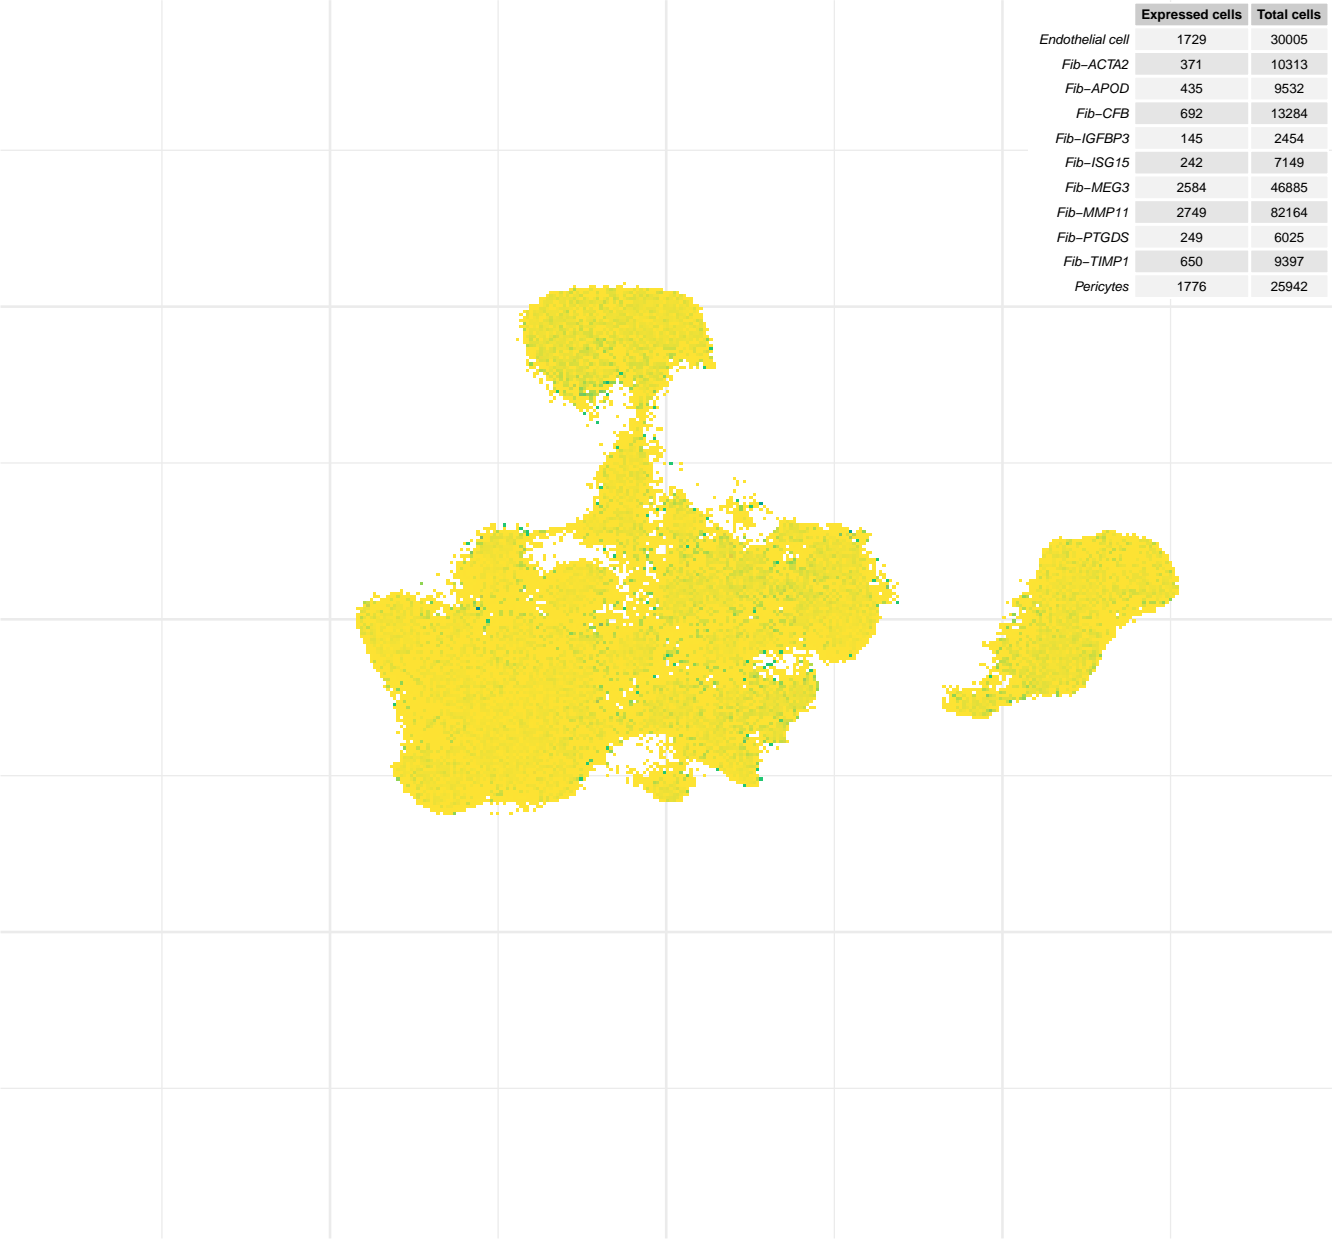 Expressed cells Total cells
Endothelial cell 1729 30005
Fib−ACTA2 371 10313
Fib−APOD 435 9532
Fib−CFB 692 13284
Fib−IGFBP3 145 2454
Fib−ISG15 242 7149
Fib−MEG3 2584 46885
Fib−MMP11 2749 82164
Fib−PTGDS 249 6025
Fib−TIMP1 650 9397
Pericytes 1776 25942